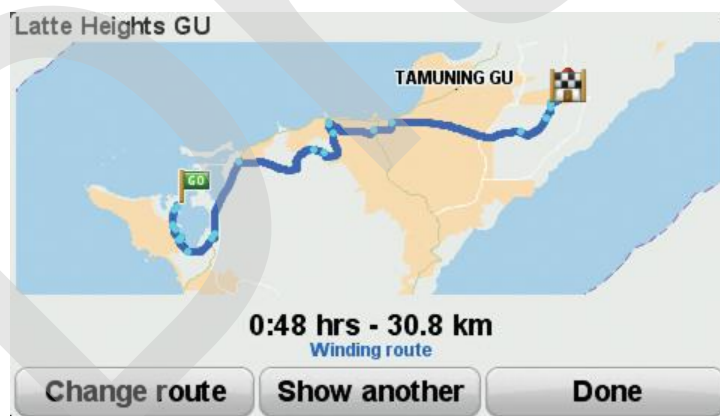 Latte Heights GU
TAMUNING GU
GO
0:48 hrs - 30.8 km
Winding route
Change route
Show another
Done